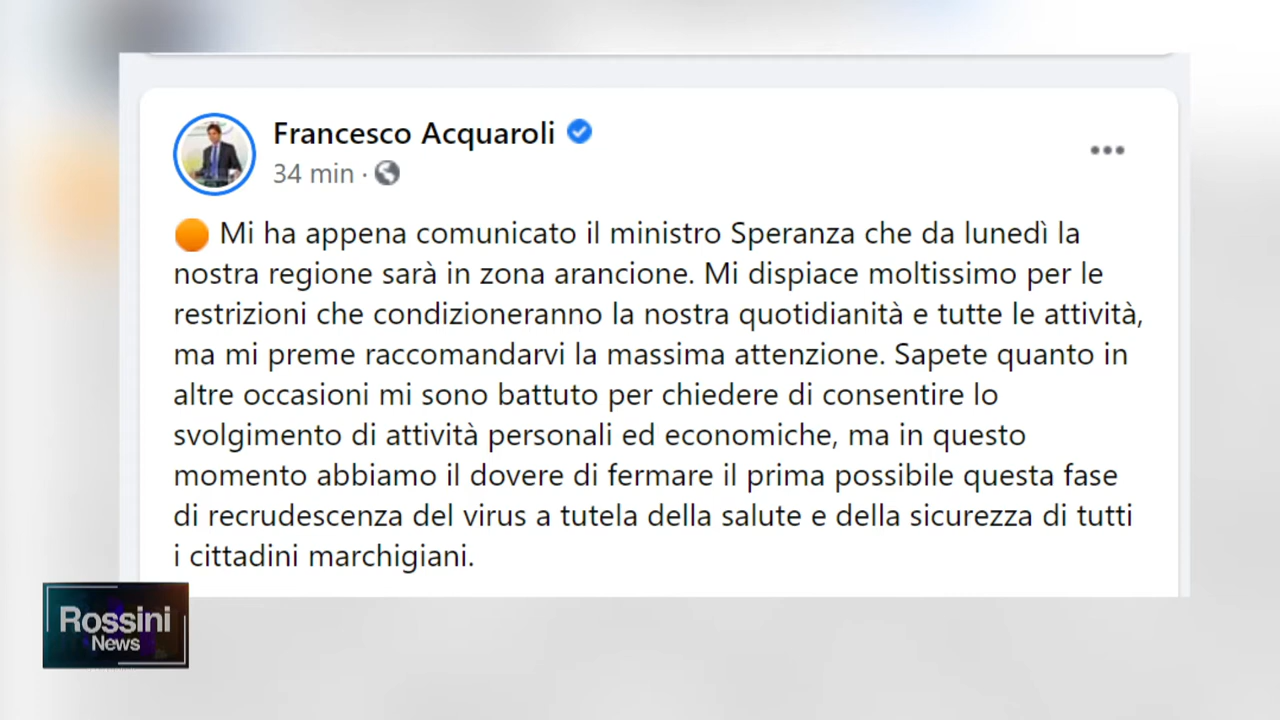 Francesco Acquaroli
34 min ·
Mi ha appena comunicato il ministro Speranza che da lunedì la
nostra regione sarà in zona arancione. Mi dispiace moltissimo per le
restrizioni che condizioneranno la nostra quotidianità e tutte le attività,
ma mi preme raccomandarvi la massima attenzione. Sapete quanto in
altre occasioni mi sono battuto per chiedere di consentire lo
svolgimento di attività personali ed economiche, ma in questo
momento abbiamo il dovere di fermare il prima possibile questa fase
di recrudescenza del virus a tutela della salute e della sicurezza di tutti
i cittadini marchigiani.
Rossini
News